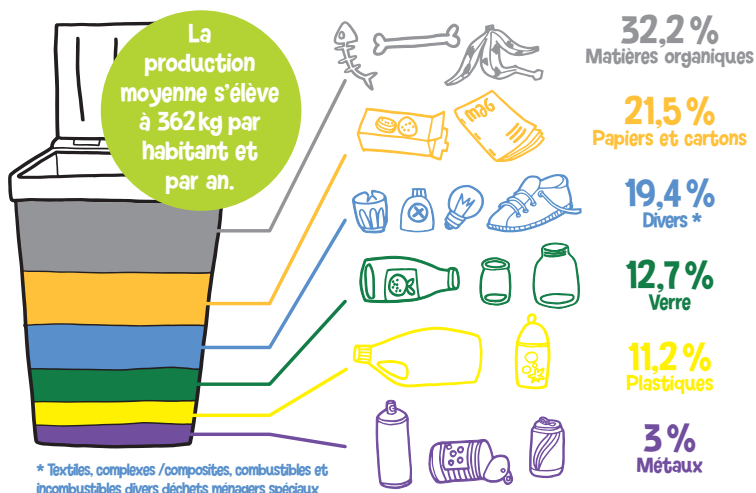 La
production
moyenne s'élève
à 362 kg par
habitant et
par an.
32,2 %
Matières organiques
mag
21,5 %
Papiers et cartons
19,4 %
Divers *
12,7 %
Verre
11,2 %
Plastiques
3 %
Métaux
* Textiles, complexes /composites, combustibles et
incombustibles divers déchets ménagers spéciaux